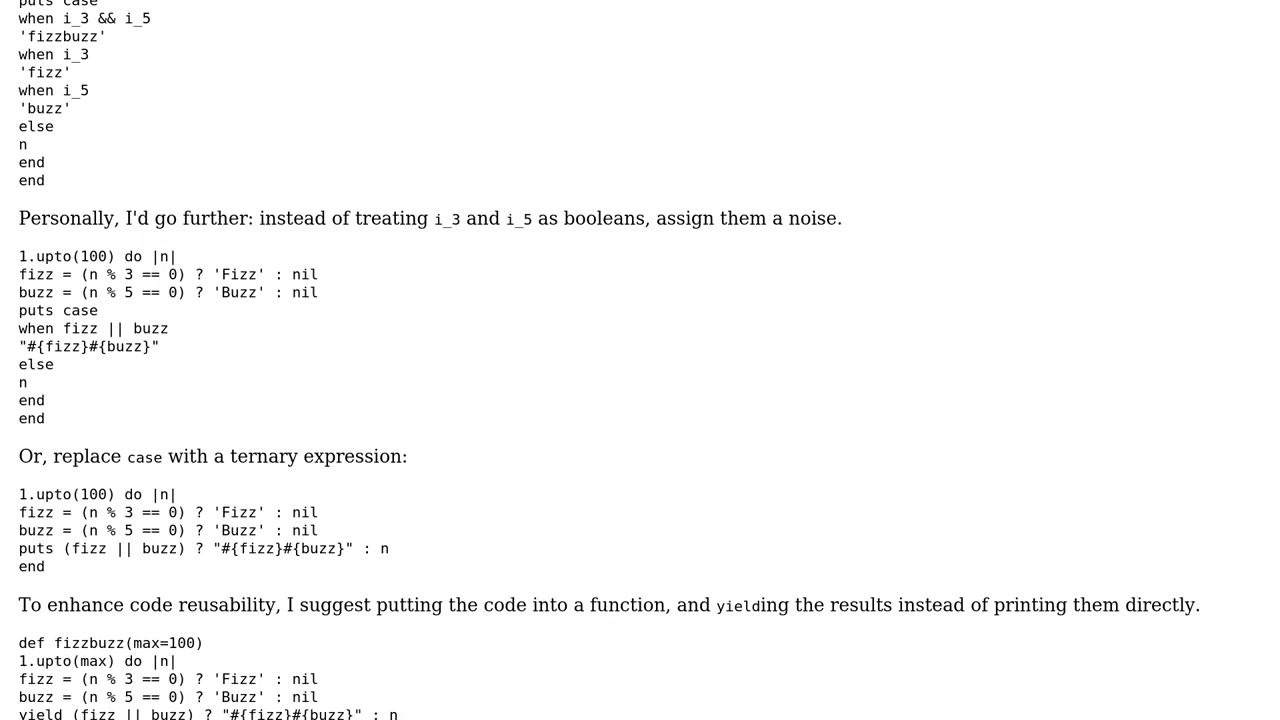 puts case
when i_3 && i_5
'fizzbuzz'
when i_3
'fizz'
when i_5
'buzz'
else
n
end
end
Personally, I'd go further: instead of treating i_3 and i_5 as booleans, assign them a noise.
1.upto(100) do |n|
fizz = (n % 3 == 0) ? 'Fizz' : nil
buzz = (n % 5 == 0) ? 'Buzz' : nil
puts case
when fizz || buzz
"#{fizz}#{buzz}"
else
n
end
end
Or, replace case with a ternary expression:
1.upto(100) do |n|
fizz = (n % 3 == 0) ? 'Fizz' : nil
buzz = (n % 5 == 0) ? 'Buzz' : nil
puts (fizz || buzz) ? "#{fizz}#{buzz}" : n
end
To enhance code reusability, I suggest putting the code into a function, and yielding the results instead of printing them directly.
def fizzbuzz(max=100)
1.upto(max) do |n|
fizz = (n % 3 == 0) ? 'Fizz' : nil
buzz = (n % 5 == 0) ? 'Buzz' : nil
yield (fizz || buzz) ? "#{fizz}#{buzz}" : n